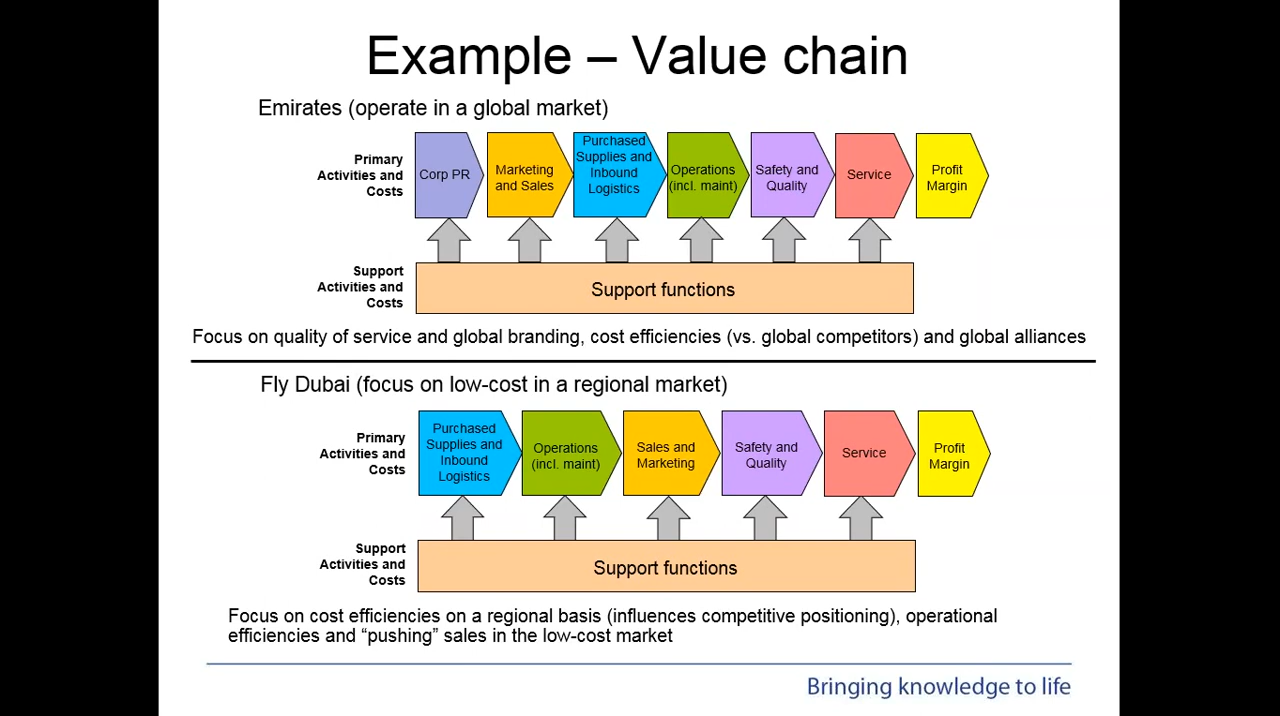 Example – Value chain
Emirates (operate in a global market)
Primary
Activities and
Costs
Corp PR
Marketing
and Sales
Purchased
Supplies and
Inbound
Logistics
Operations
(incl. maint)
Safety and
Quality
Service
Profit
Margin
Support
Activities and
Costs
Support functions
Focus on quality of service and global branding, cost efficiencies (vs. global competitors) and global alliances
Fly Dubai (focus on low-cost in a regional market)
Primary
Activities and
Costs
Purchased
Supplies and
Inbound
Logistics
Operations
(incl. maint)
Sales and
Marketing
Safety and
Quality
Service
Profit
Margin
Support
Activities and
Costs
Support functions
Focus on cost efficiencies on a regional basis (influences competitive positioning), operational
efficiencies and “pushing” sales in the low-cost market
Bringing knowledge to life